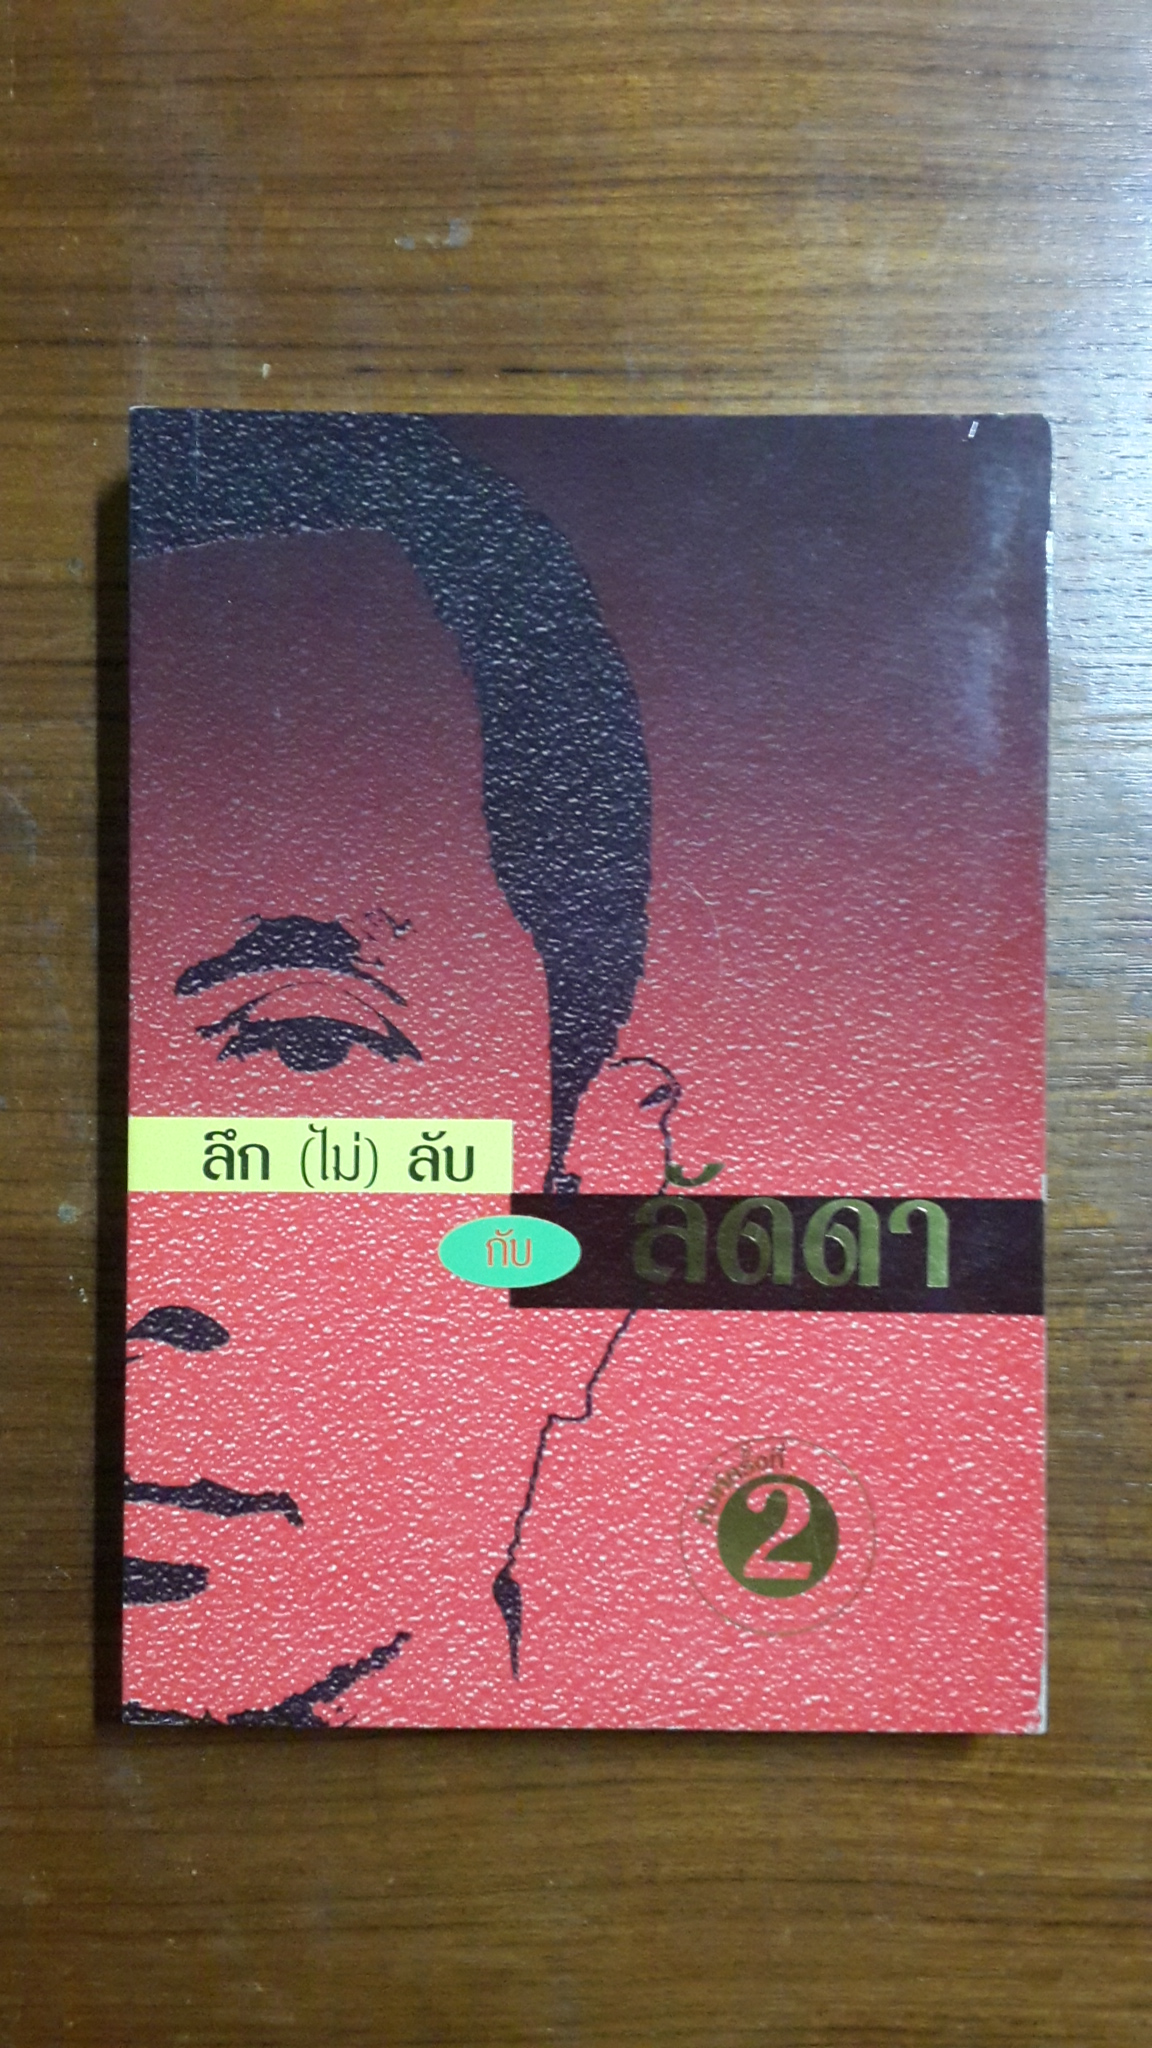 ลึก (ไม่) ลับ
กับ
ลัดดา
พิมพ์ครั้งที่
2